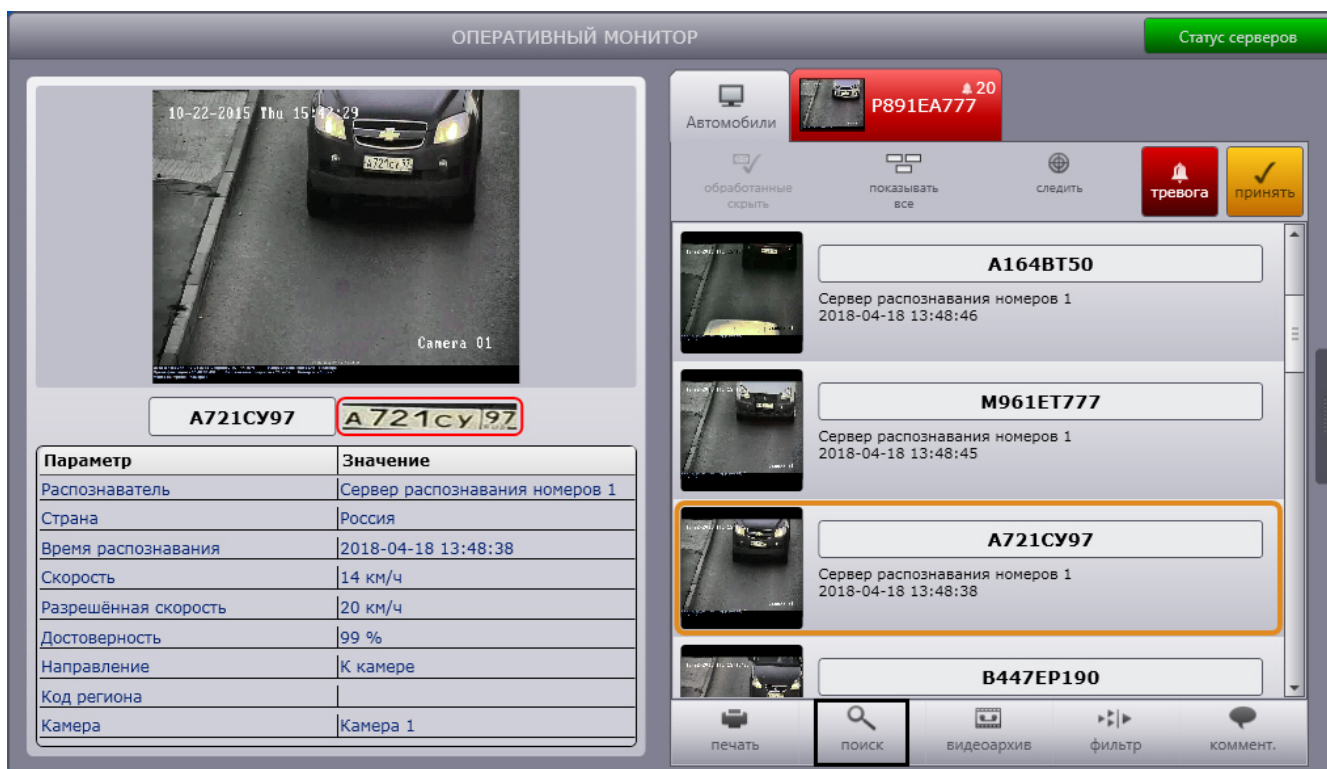 ОПЕРАТИВНЫЙ МОНИТОР
Статус серверов
10-22-2015 Thu 15:42:29
А721су97
Camera 01
А721СУ97
А721су97
Параметр Значение
Распознаватель Сервер распознавания номеров 1
Страна Россия
Время распознавания 2018-04-18 13:48:38
Скорость 14 км/ч
Разрешённая скорость 20 км/ч
Достоверность 99 %
Направление К камере
Код региона
Камера Камера 1
Автомобили
Р891ЕА777
20
обработанные
скрыть
показывать
все
следить
тревога
принять
А164ВТ50
Сервер распознавания номеров 1
2018-04-18 13:48:46
М961ЕТ777
Сервер распознавания номеров 1
2018-04-18 13:48:45
А721СУ97
Сервер распознавания номеров 1
2018-04-18 13:48:38
В447ЕР190
печать
поиск
видеоархив
фильтр
коммент.